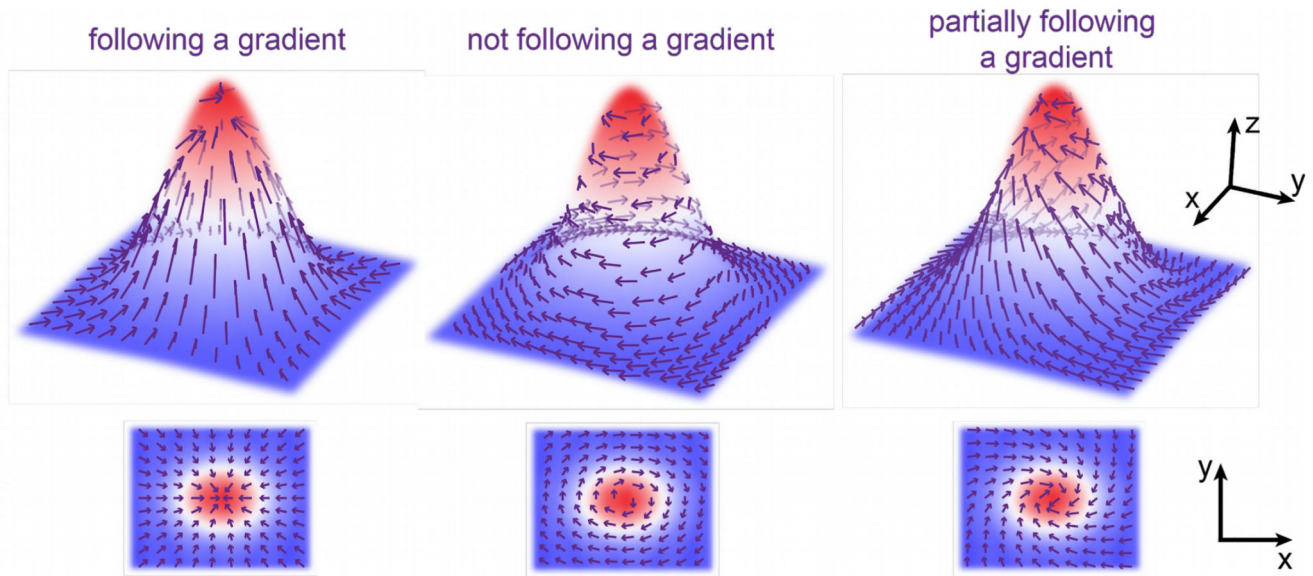 following a gradient
not following a gradient
partially following
a gradient
z
y
x
y
x